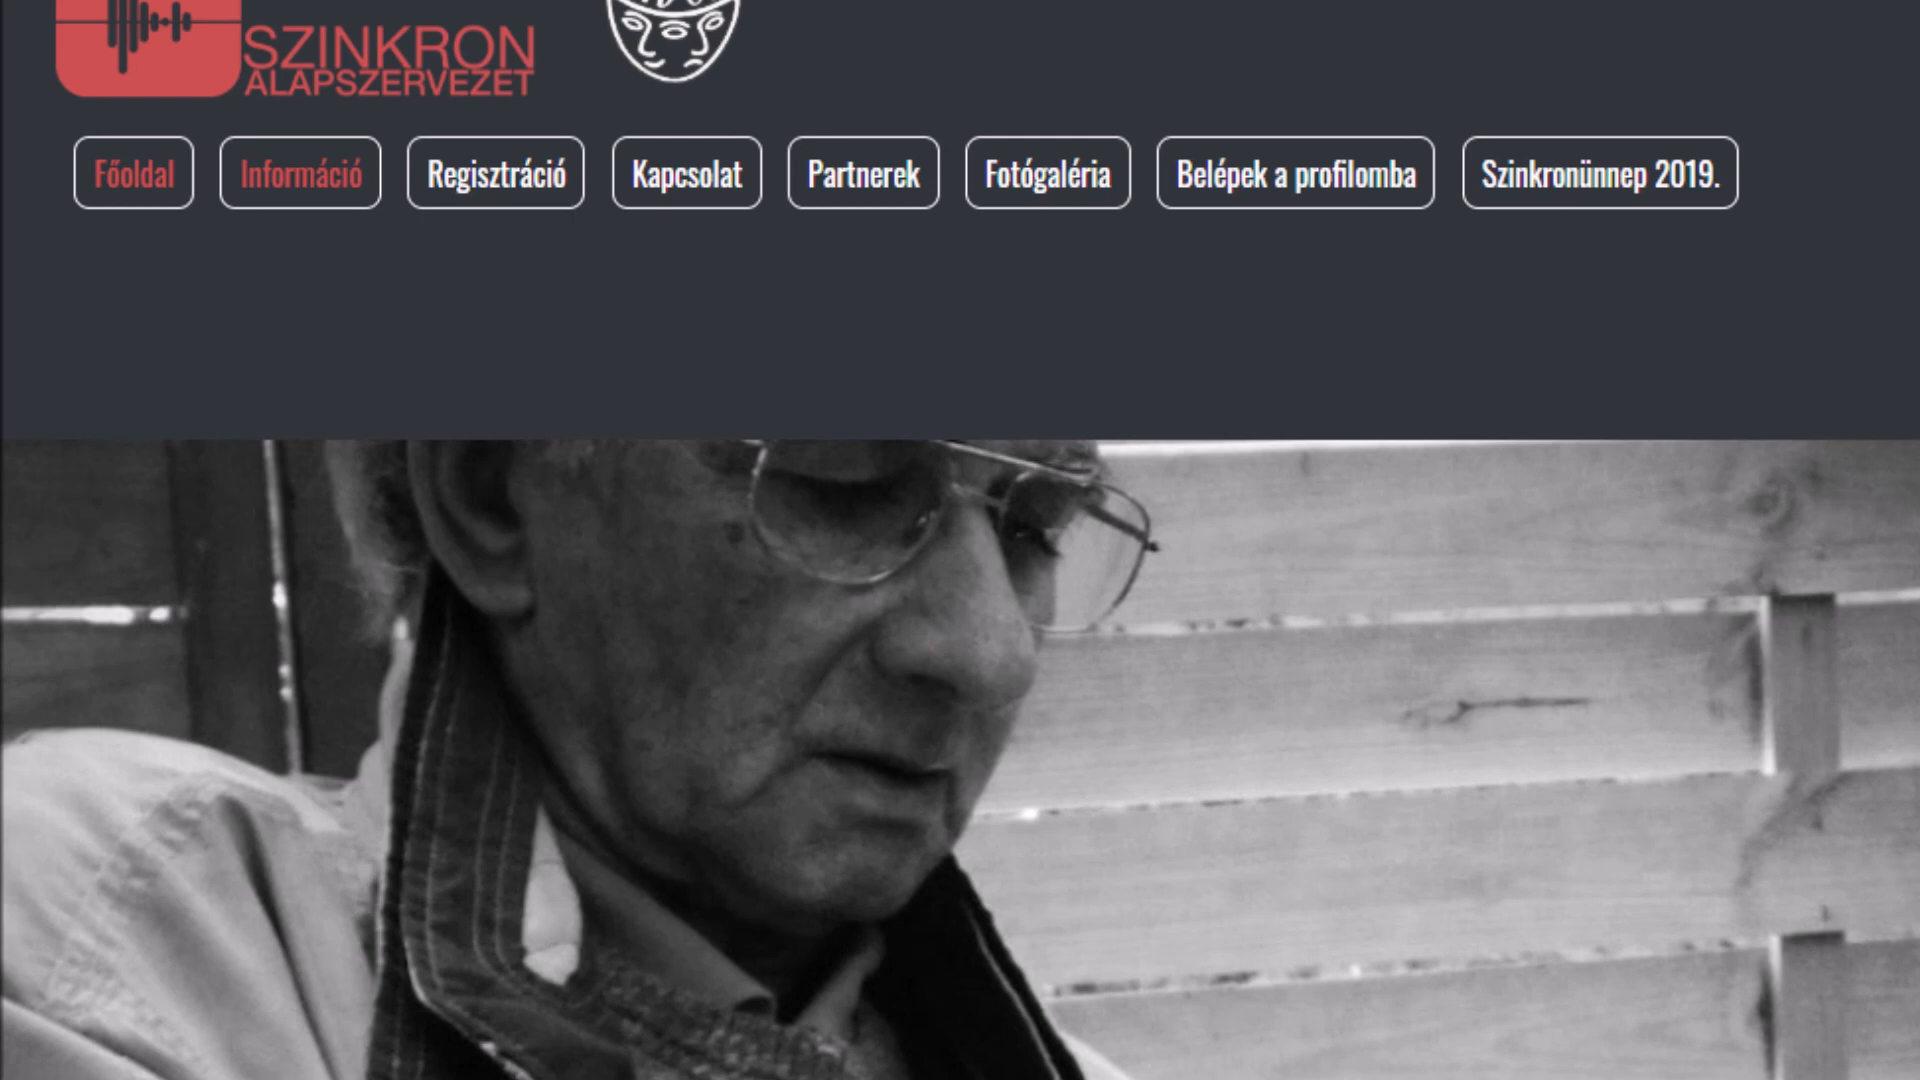 SZINKRON
ALAPSZERVEZET
Főoldal Információ Regisztráció Kapcsolat Partnerek Fotógaléria Belépek a profilomba Szinkronünnep 2019.